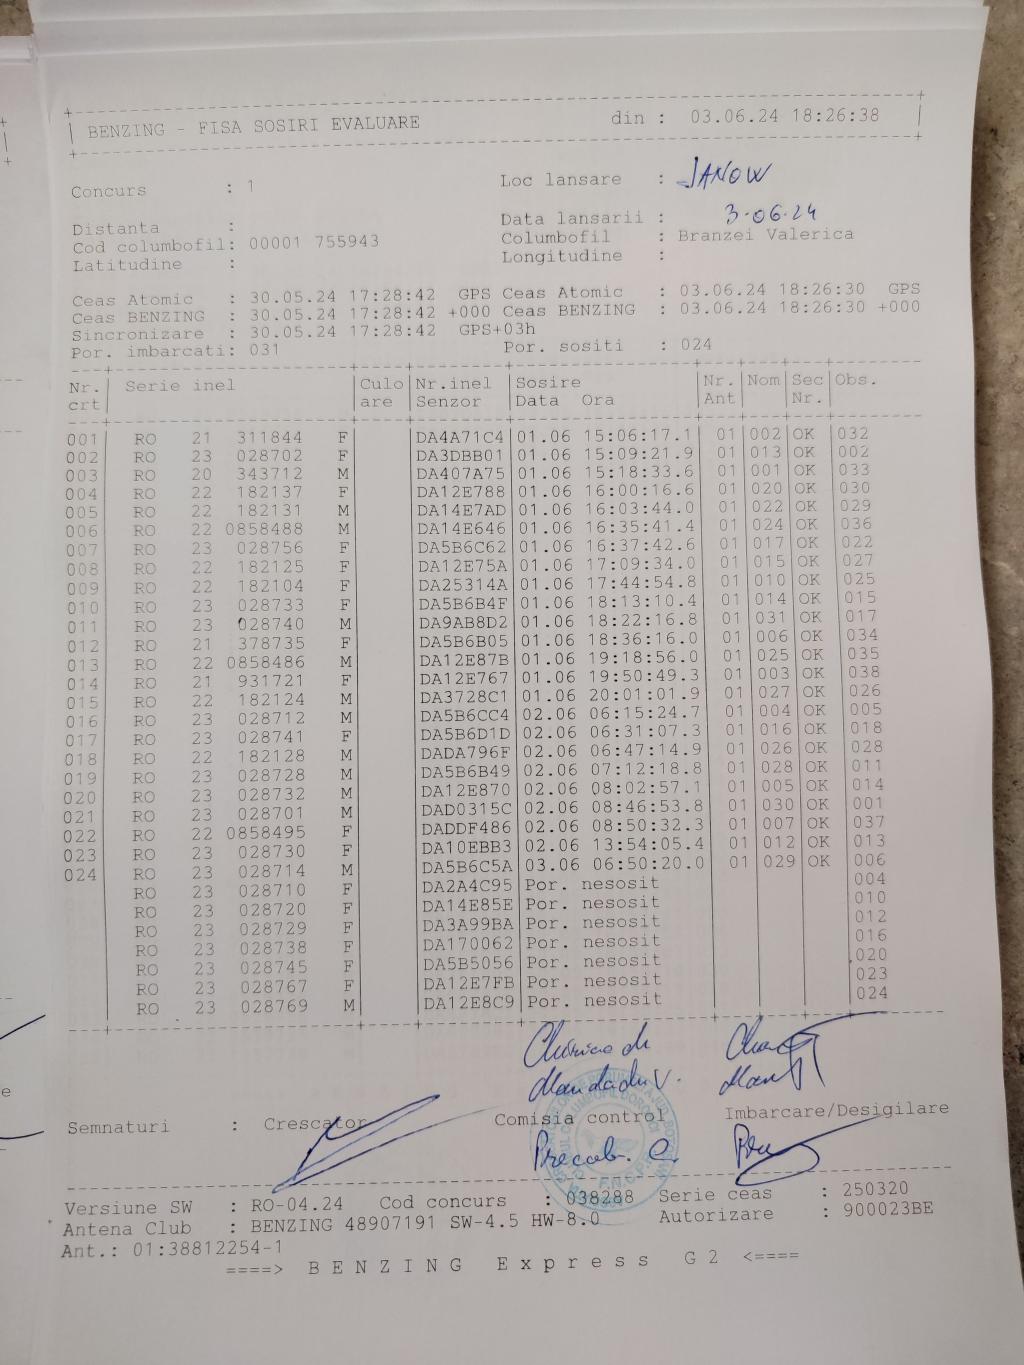 BENZING - FISA SOSIRI EVALUARE din : 03.06.24 18:26:38
Concurs : 1 Loc lansare : JANOW
Distanta : Data lansarii : 3.06.24
Cod columbofil: 00001 755943 Columbofil : Branzei Valerica
Latitudine : Longitudine :
Ceas Atomic : 30.05.24 17:28:42 GPS Ceas Atomic : 03.06.24 18:26:30 GPS
Ceas BENZING : 30.05.24 17:28:42 +000 Ceas BENZING : 03.06.24 18:26:30 +000
Sincronizare : 30.05.24 17:28:42 GPS+03h
Por. imbarcati: 031 Por. sositi : 024
Nr. Serie inel Culo Nr.inel Sosire Nr. Nom Sec Obs.
crt are Senzor Data Ora Ant Nr.
001 RO 21 311844 F DA4A71C4 01.06 15:06:17.1 01 002 OK 032
002 RO 23 028702 F DA3DBB01 01.06 15:09:21.9 01 013 OK 002
003 RO 20 343712 M DA407A75 01.06 15:18:33.6 01 001 OK 033
004 RO 22 182137 F DA12E788 01.06 16:00:16.6 01 020 OK 030
005 RO 22 182131 M DA14E7AD 01.06 16:03:44.0 01 022 OK 029
006 RO 22 0858488 M DA14E646 01.06 16:35:41.4 01 024 OK 036
007 RO 23 028756 F DA5B6C62 01.06 16:37:42.6 01 017 OK 022
008 RO 22 182125 F DA12E75A 01.06 17:09:34.0 01 015 OK 027
009 RO 22 182104 F DA25314A 01.06 17:44:54.8 01 010 OK 025
010 RO 23 028733 F DA5B6B4F 01.06 18:13:10.4 01 014 OK 015
011 RO 23 028740 M DA9AB8D2 01.06 18:22:16.8 01 031 OK 017
012 RO 21 378735 F DA5B6B05 01.06 18:36:16.0 01 006 OK 034
013 RO 22 0858486 M DA12E87B 01.06 19:18:56.0 01 025 OK 035
014 RO 21 931721 F DA12E767 01.06 19:50:49.3 01 003 OK 038
015 RO 22 182124 M DA3728C1 01.06 20:01:01.9 01 027 OK 026
016 RO 23 028712 M DA5B6CC4 02.06 06:15:24.7 01 004 OK 005
017 RO 23 028741 F DA5B6D1D 02.06 06:31:07.3 01 016 OK 018
018 RO 22 182128 M DADA796F 02.06 06:47:14.9 01 026 OK 028
019 RO 23 028728 M DA5B6B49 02.06 07:12:18.8 01 028 OK 011
020 RO 23 028732 M DA12E870 02.06 08:02:57.1 01 005 OK 014
021 RO 23 028701 M DAD0315C 02.06 08:46:53.8 01 030 OK 001
022 RO 22 0858495 F DADDF486 02.06 08:50:32.3 01 007 OK 037
023 RO 23 028730 F DA10EBB3 02.06 13:54:05.4 01 012 OK 013
024 RO 23 028714 M DA5B6C5A 03.06 06:50:20.0 01 029 OK 006
RO 23 028710 F DA2A4C95 Por. nesosit 004
RO 23 028720 F DA14E85E Por. nesosit 010
RO 23 028729 F DA3A99BA Por. nesosit 012
RO 23 028738 F DA170062 Por. nesosit 016
RO 23 028745 F DA5B5056 Por. nesosit 020
RO 23 028767 F DA12E7FB Por. nesosit 023
RO 23 028769 M DA12E8C9 Por. nesosit 024
Semnaturi : Crescator Comisia control Imbarcare/Desigilare
Versiune SW : RO-04.24 Cod concurs : 038288 Serie ceas : 250320
Antena Club : BENZING 48907191 SW-4.5 HW-8.0 Autorizare : 900023BE
Ant.: 01:38812254-1
====> B E N Z I N G E x p r e s s G 2 <====